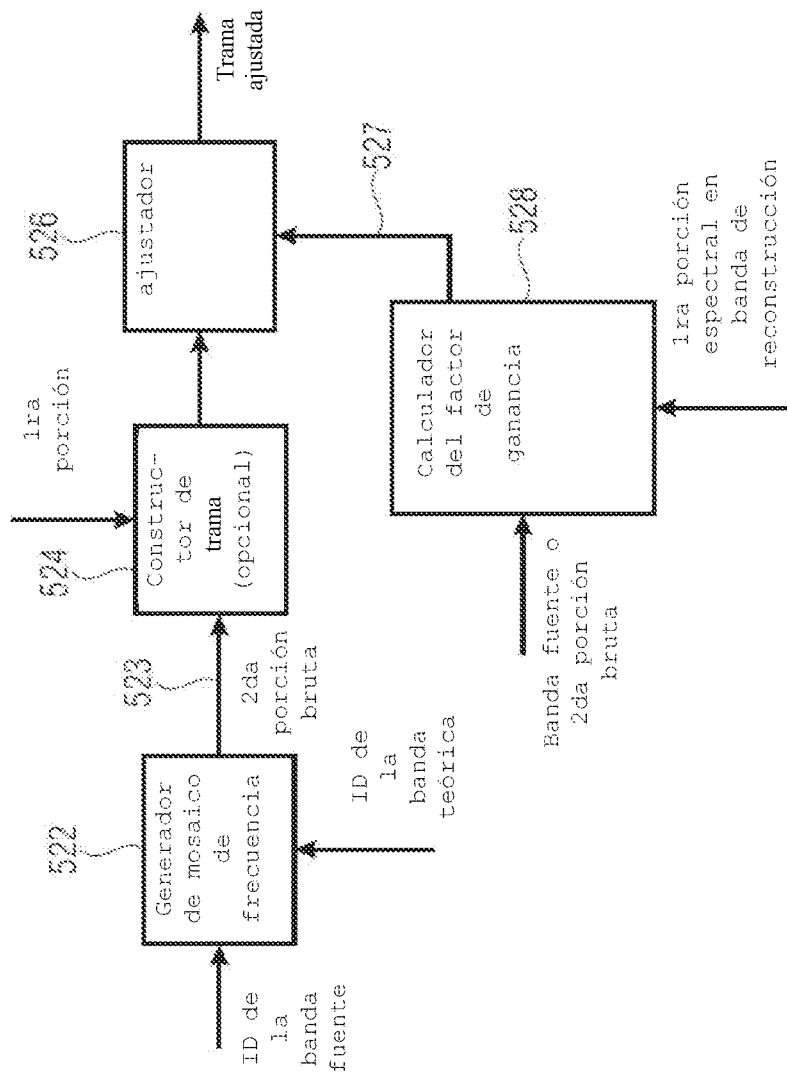 ID de
la
banda
fuente
522
Generador
de mosaico
de
frecuencia
ID de
la
banda
teórica
523
2da
porción
bruta
524
1ra
porción
Construc-
tor de
trama
(opcional)
526
ajustador
Trama
ajustada
527
528
Calculador
del factor
de
ganancia
Banda fuente o
2da porción
bruta
1ra porción
espectral en
banda de
reconstrucción